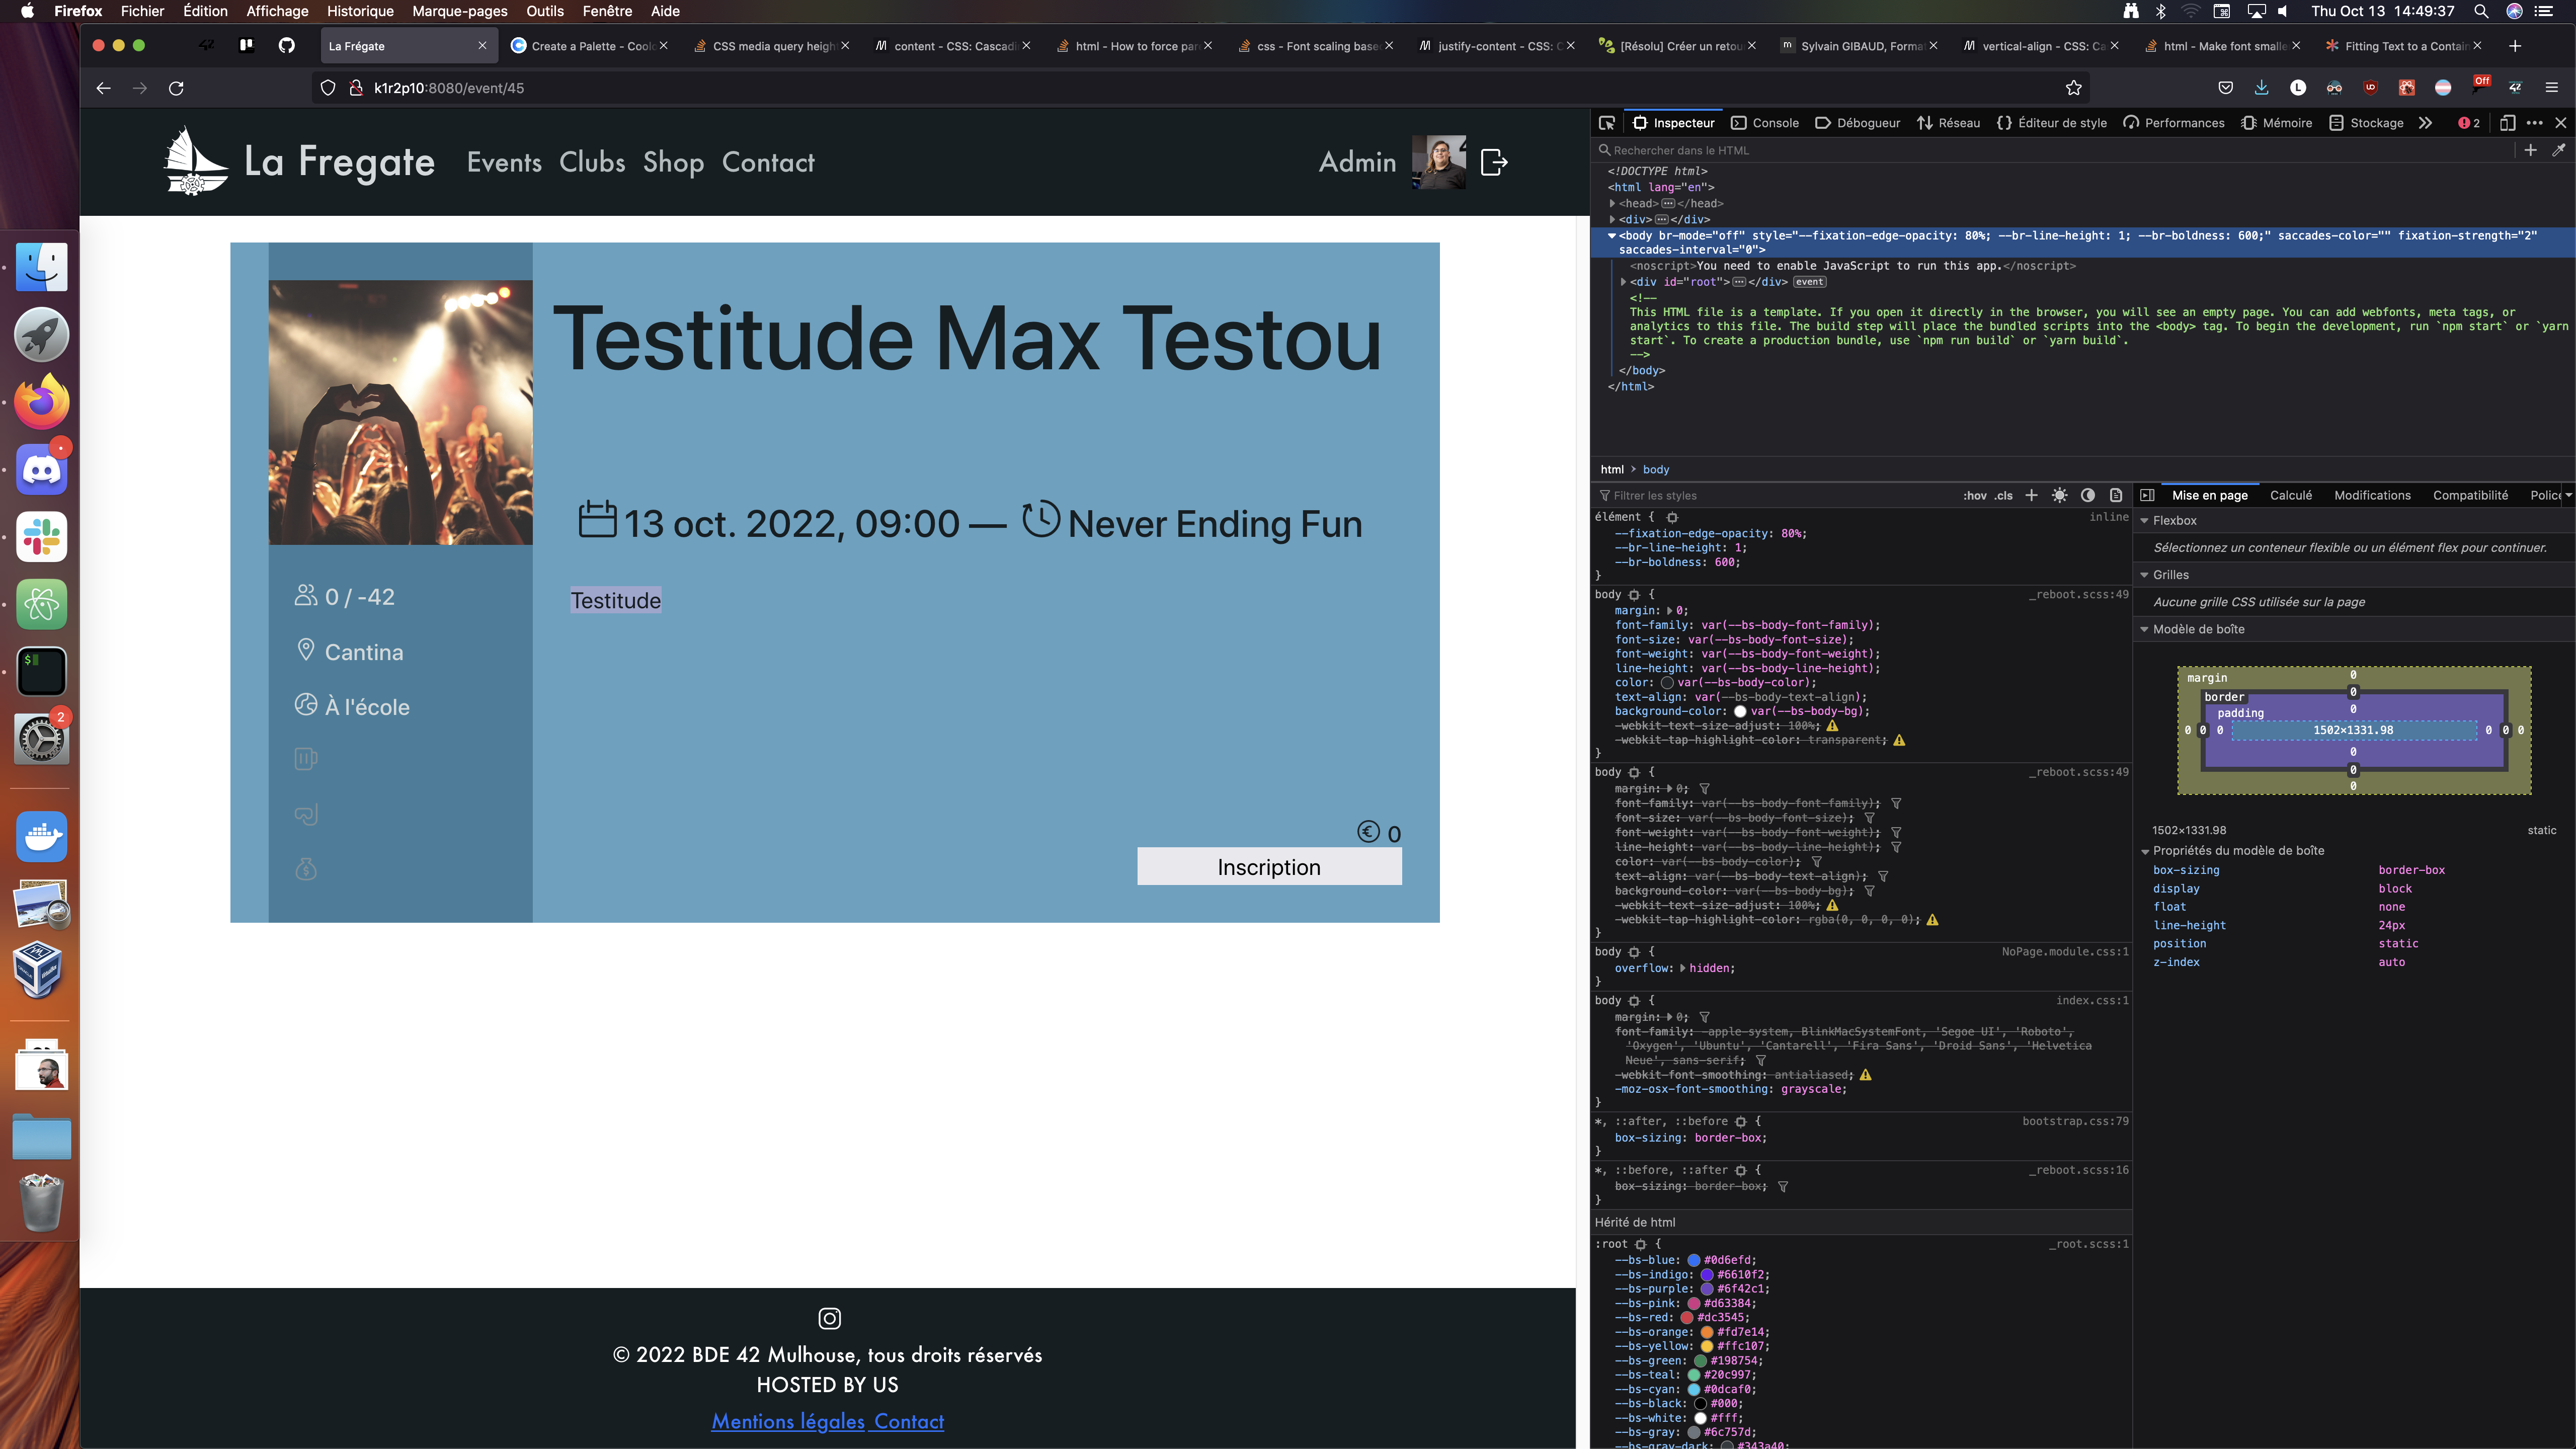 Firefox Fichier Édition Affichage Historique Marque-pages Outils Fenêtre Aide
Thu Oct 13 14:49:37
La Frégate
Create a Palette - Coolo
CSS media query heigh
content - CSS: Cascadi
html - How to force par
css - Font scaling base
justify-content - CSS: C
[Résolu] Créer un retou
Sylvain GIBAUD, Forma
vertical-align - CSS: Ca
html - Make font smalle
Fitting Text to a Contain
k1r2p10:8080/event/45
Off
La Fregate Events Clubs Shop Contact
Admin
Testitude Max Testou
13 oct. 2022, 09:00 — Never Ending Fun
Testitude
0 / -42
Cantina
À l'école
€ 0
Inscription
© 2022 BDE 42 Mulhouse, tous droits réservés
HOSTED BY US
Mentions légales Contact
Inspecteur Console Débogueur Réseau Éditeur de style Performances Mémoire Stockage 2
Rechercher dans le HTML
<!DOCTYPE html>
<html lang="en">
<head></head>
<div></div>
<body br-mode="off" style="--fixation-edge-opacity: 80%; --br-line-height: 1; --br-boldness: 600;" saccades-color="" fixation-strength="2"
saccades-interval="0">
<noscript>You need to enable JavaScript to run this app.</noscript>
<div id="root"></div> event
<!--
This HTML file is a template. If you open it directly in the browser, you will see an empty page. You can add webfonts, meta tags, or
analytics to this file. The build step will place the bundled scripts into the <body> tag. To begin the development, run `npm start` or `yarn
start`. To create a production bundle, use `npm run build` or `yarn build`.
-->
</body>
</html>
html > body
Filtrer les styles :hov .cls
élément { inline
--fixation-edge-opacity: 80%;
--br-line-height: 1;
--br-boldness: 600;
}
body { _reboot.scss:49
margin: 0;
font-family: var(--bs-body-font-family);
font-size: var(--bs-body-font-size);
font-weight: var(--bs-body-font-weight);
line-height: var(--bs-body-line-height);
color: var(--bs-body-color);
text-align: var(--bs-body-text-align);
background-color: var(--bs-body-bg);
-webkit-text-size-adjust: 100%;
-webkit-tap-highlight-color: transparent;
}
body { _reboot.scss:49
margin: 0;
font-family: var(--bs-body-font-family);
font-size: var(--bs-body-font-size);
font-weight: var(--bs-body-font-weight);
line-height: var(--bs-body-line-height);
color: var(--bs-body-color);
text-align: var(--bs-body-text-align);
background-color: var(--bs-body-bg);
-webkit-text-size-adjust: 100%;
-webkit-tap-highlight-color: rgba(0, 0, 0, 0);
}
body { NoPage.module.css:1
overflow: hidden;
}
body { index.css:1
margin: 0;
font-family: -apple-system, BlinkMacSystemFont, 'Segoe UI', 'Roboto',
'Oxygen', 'Ubuntu', 'Cantarell', 'Fira Sans', 'Droid Sans', 'Helvetica
Neue', sans-serif;
-webkit-font-smoothing: antialiased;
-moz-osx-font-smoothing: grayscale;
}
*, ::after, ::before { bootstrap.css:79
box-sizing: border-box;
}
*, ::before, ::after { _reboot.scss:16
box-sizing: border-box;
}
Hérité de html
:root { _root.scss:1
--bs-blue: #0d6efd;
--bs-indigo: #6610f2;
--bs-purple: #6f42c1;
--bs-pink: #d63384;
--bs-red: #dc3545;
--bs-orange: #fd7e14;
--bs-yellow: #ffc107;
--bs-green: #198754;
--bs-teal: #20c997;
--bs-cyan: #0dcaf0;
--bs-black: #000;
--bs-white: #fff;
--bs-gray: #6c757d;
--bs-gray-dark: #343a40;
Mise en page Calculé Modifications Compatibilité Police
Flexbox
Sélectionnez un conteneur flexible ou un élément flex pour continuer.
Grilles
Aucune grille CSS utilisée sur la page
Modèle de boîte
margin 0
border 0
padding 0
0 0 0 1502×1331.98 0 0 0
0
0
0
1502×1331.98 static
Propriétés du modèle de boîte
box-sizing border-box
display block
float none
line-height 24px
position static
z-index auto
2